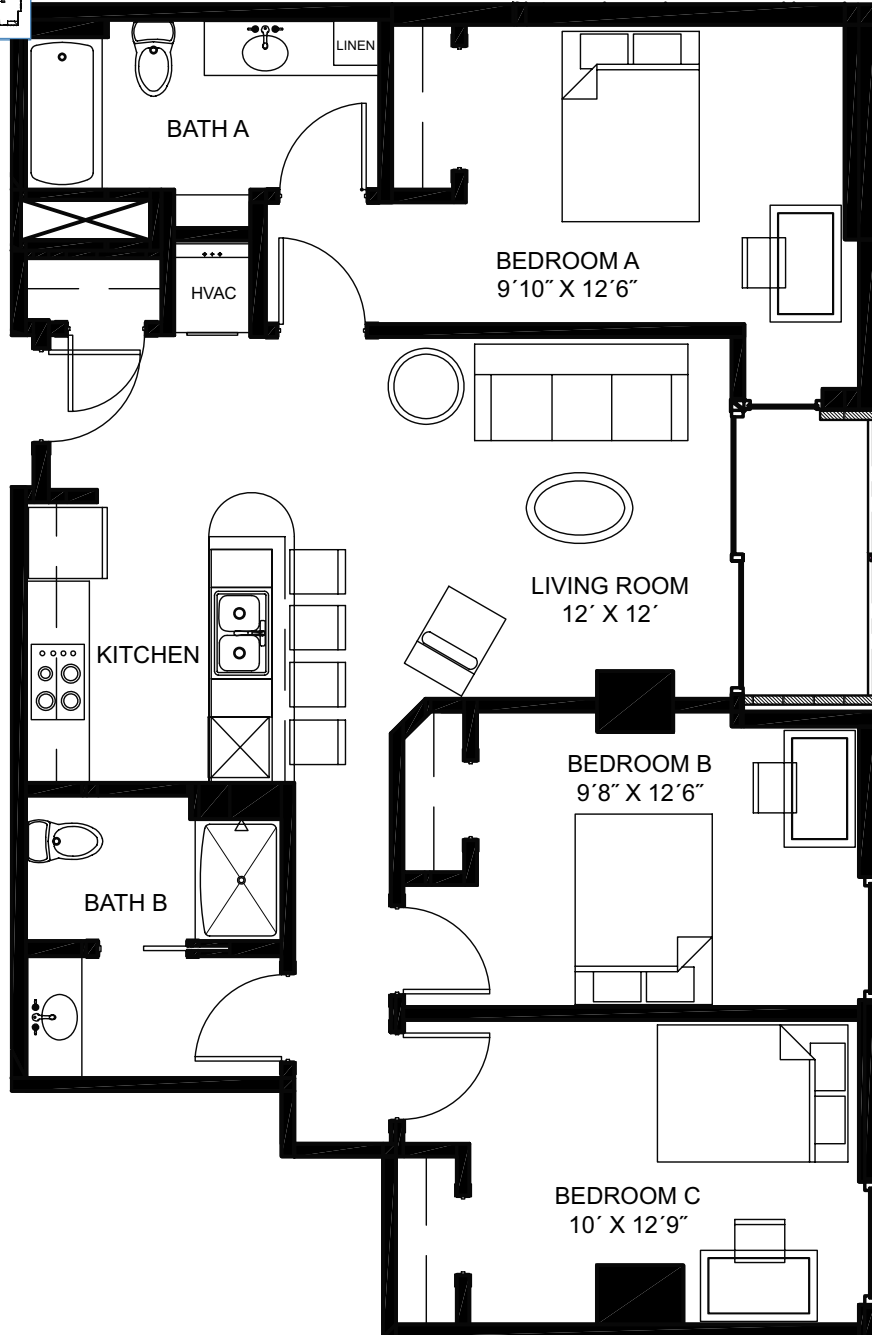 LINEN
BATH A
BEDROOM A
9´10˝ X 12´6˝
HVAC
LIVING ROOM
12´ X 12´
KITCHEN
BEDROOM B
9´8˝ X 12´6˝
BATH B
BEDROOM C
10´ X 12´9˝